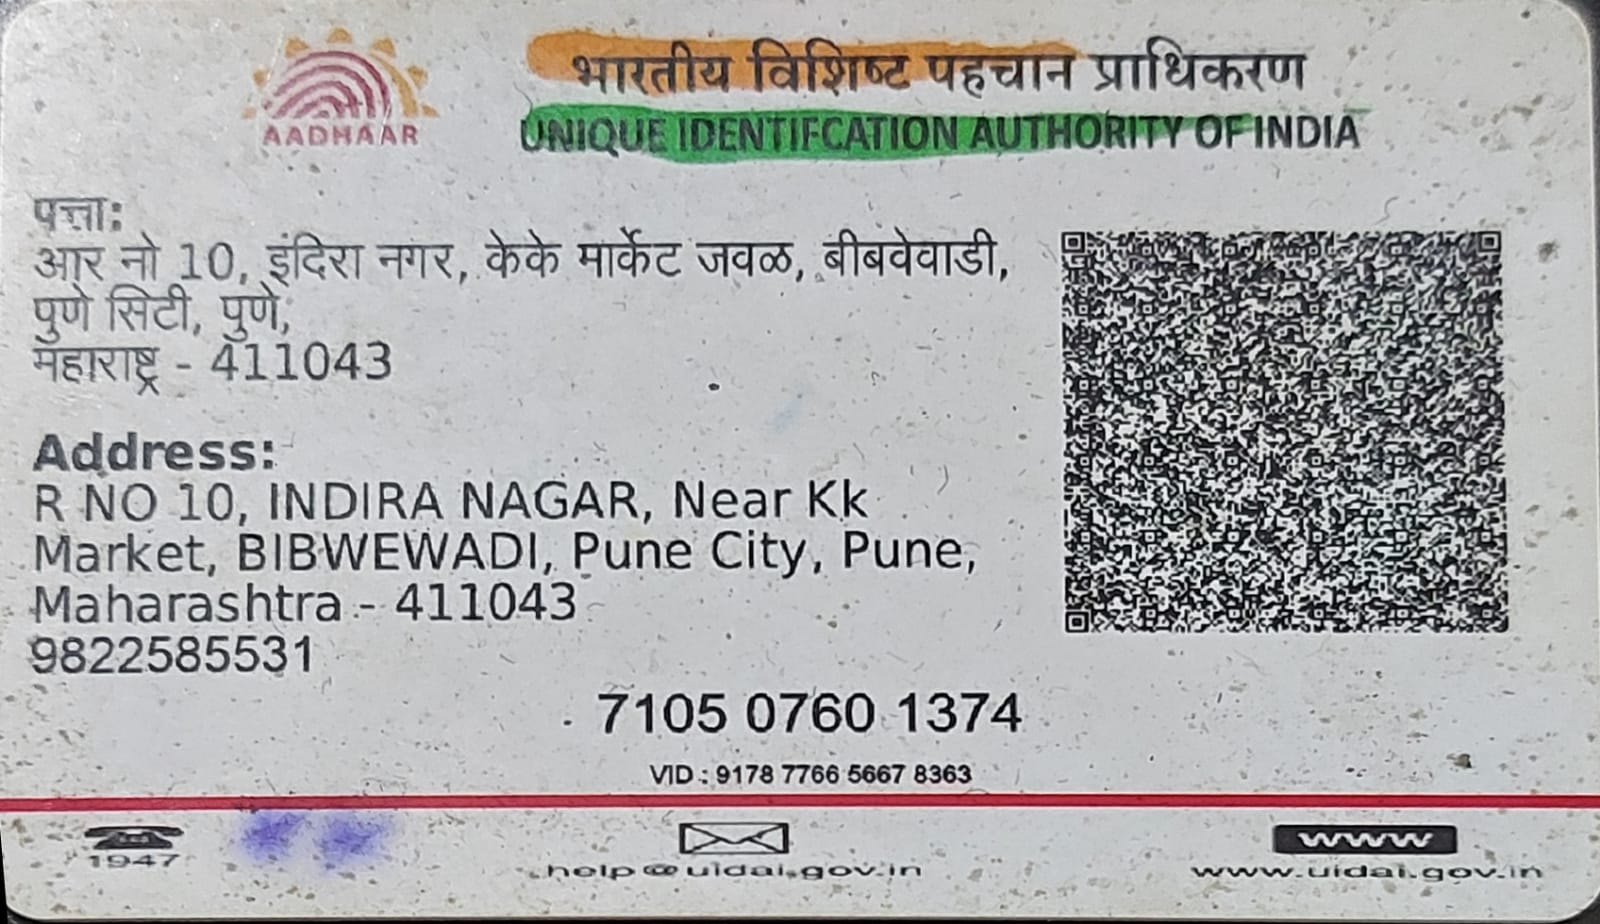 AADHAAR
भारतीय विशिष्ट पहचान प्राधिकरण
UNIQUE IDENTIFCATION AUTHORITY OF INDIA
पत्ता:
आर नो 10, इंदिरा नगर, केके मार्केट जवळ, बीबवेवाडी,
पुणे सिटी, पुणे,
महाराष्ट्र - 411043
Address:
R NO 10, INDIRA NAGAR, Near Kk
Market, BIBWEWADI, Pune City, Pune,
Maharashtra - 411043
9822585531
7105 0760 1374
VID : 9178 7766 5667 8363
1947
help@uidai.gov.in
www
www.uidai.gov.in